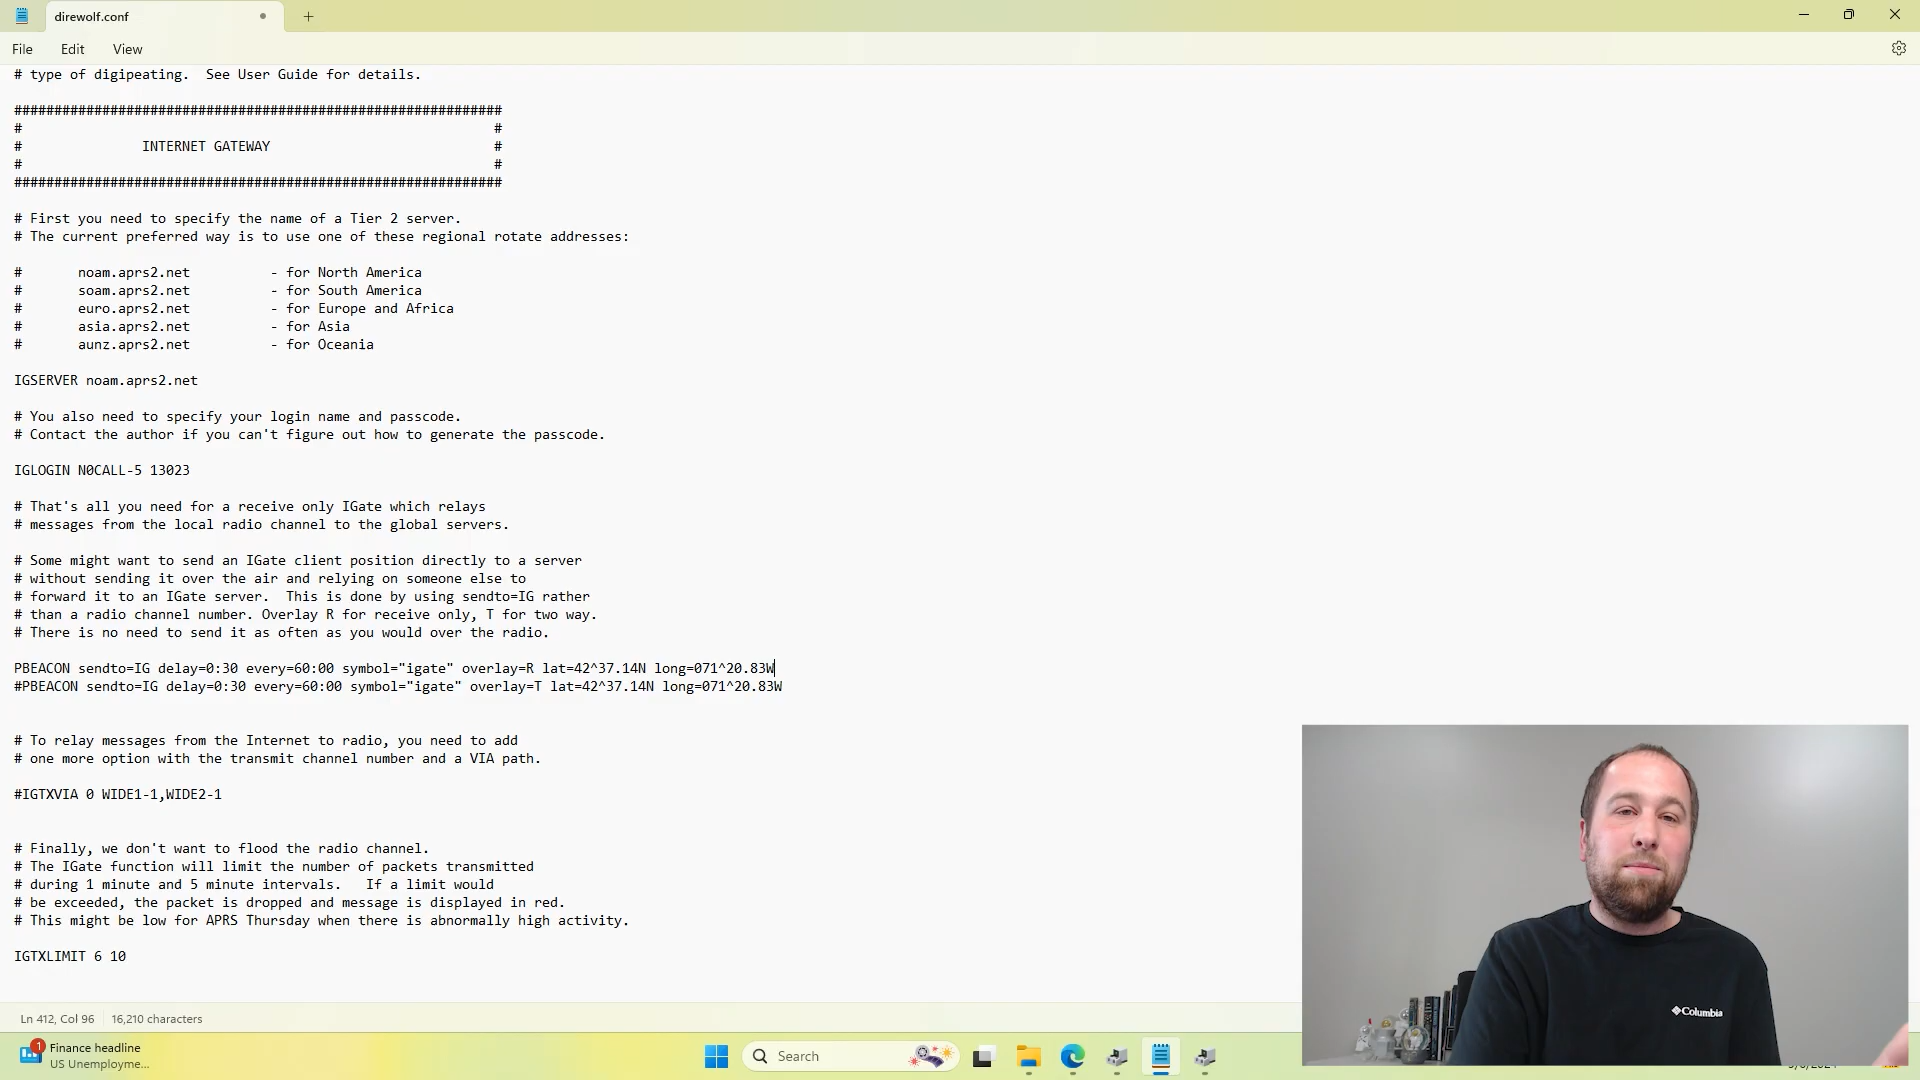 direwolf.conf
File Edit View
# type of digipeating.  See User Guide for details.
#############################################################
#                                                           #
#               INTERNET GATEWAY                            #
#                                                           #
#############################################################
# First you need to specify the name of a Tier 2 server.
# The current preferred way is to use one of these regional rotate addresses:
#       noam.aprs2.net          - for North America
#       soam.aprs2.net          - for South America
#       euro.aprs2.net          - for Europe and Africa
#       asia.aprs2.net          - for Asia
#       aunz.aprs2.net          - for Oceania
IGSERVER noam.aprs2.net
# You also need to specify your login name and passcode.
# Contact the author if you can't figure out how to generate the passcode.
IGLOGIN N0CALL-5 13023
# That's all you need for a receive only IGate which relays
# messages from the local radio channel to the global servers.
# Some might want to send an IGate client position directly to a server
# without sending it over the air and relying on someone else to
# forward it to an IGate server.  This is done by using sendto=IG rather
# than a radio channel number. Overlay R for receive only, T for two way.
# There is no need to send it as often as you would over the radio.
PBEACON sendto=IG delay=0:30 every=60:00 symbol="igate" overlay=R lat=42^37.14N long=071^20.83W
#PBEACON sendto=IG delay=0:30 every=60:00 symbol="igate" overlay=T lat=42^37.14N long=071^20.83W
# To relay messages from the Internet to radio, you need to add
# one more option with the transmit channel number and a VIA path.
#IGTXVIA 0 WIDE1-1,WIDE2-1
# Finally, we don't want to flood the radio channel.
# The IGate function will limit the number of packets transmitted
# during 1 minute and 5 minute intervals.   If a limit would
# be exceeded, the packet is dropped and message is displayed in red.
# This might be low for APRS Thursday when there is abnormally high activity.
IGTXLIMIT 6 10
Columbia
Ln 412, Col 96 16,210 characters
1
Finance headline
US Unemployme...
Search